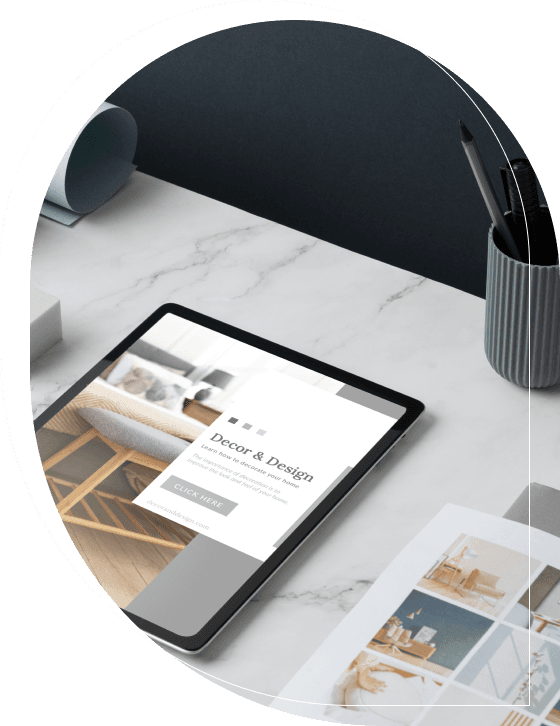 Decor & Design
Learn how to decorate your home
The importance of decoration is to
improve the look and feel of your home.
CLICK HERE
decoranddesign.com